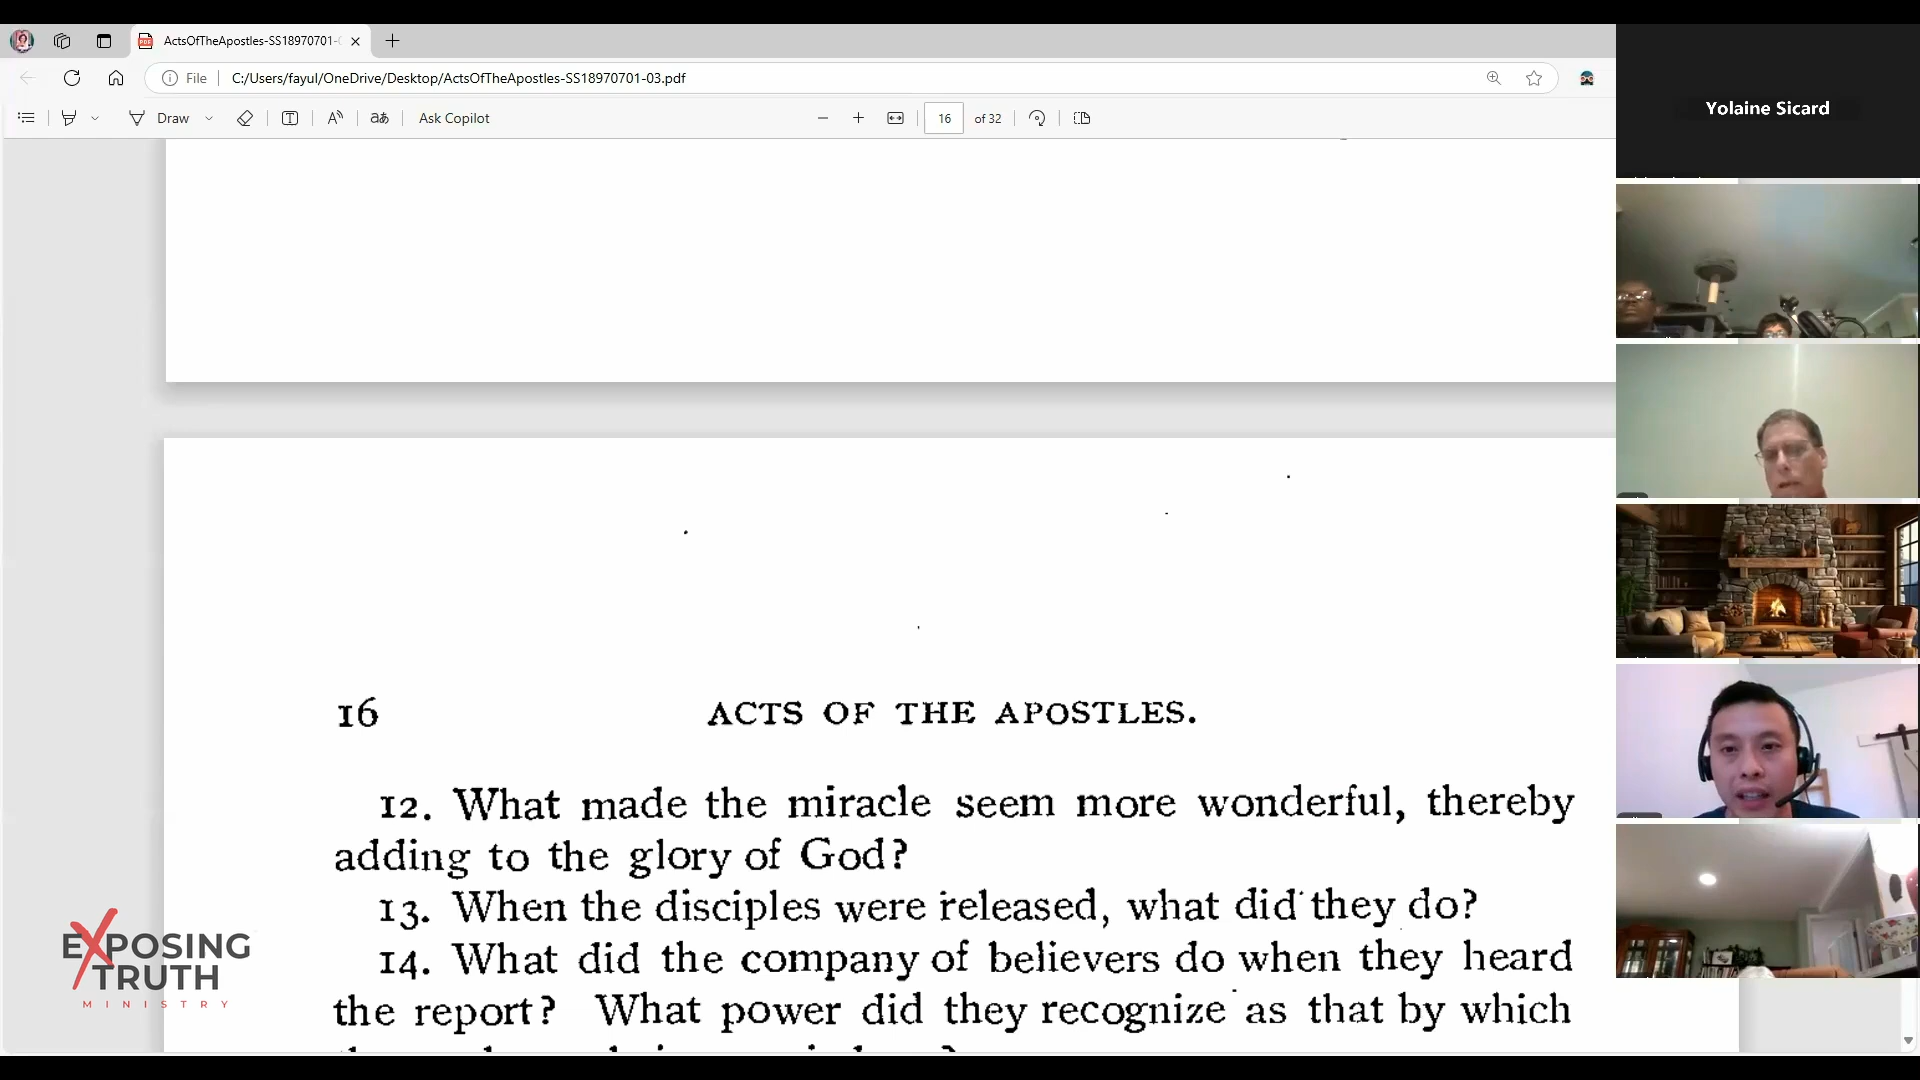 ActsOfTheApostles-SS18970701-0
File
C:/Users/fayul/OneDrive/Desktop/ActsOfTheApostles-SS18970701-03.pdf
Draw
Ask Copilot
16
of 32
Yolaine Sicard
16 ACTS OF THE APOSTLES.
12. What made the miracle seem more wonderful, thereby
adding to the glory of God?
13. When the disciples were released, what did they do?
14. What did the company of believers do when they heard
the report? What power did they recognize as that by which
EXPOSING
TRUTH
MINISTRY